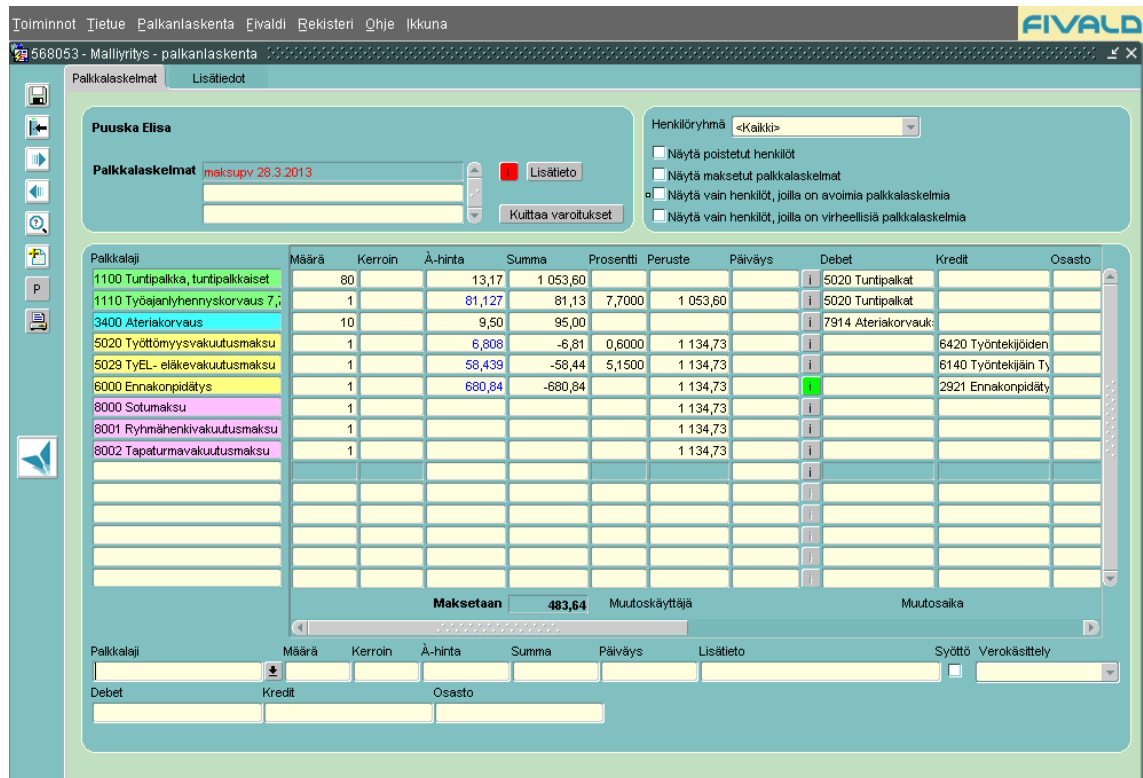 Toiminnot Tietue Palkanlaskenta Fivaldi Rekisteri Ohje Ikkuna
FIVALD
568053 - Malliyritys - palkanlaskenta
Palkkalaskelmat Lisätiedot
Puuska Elisa
Henkilöryhmä <Kaikki>
Näytä poistetut henkilöt
Palkkalaskelmat maksupv 28.3.2013 i Lisätieto
Näytä maksetut palkkalaskelmat
Näytä vain henkilöt, joilla on avoimia palkkalaskelmia
Kuittaa varoitukset
Näytä vain henkilöt, joilla on virheellisiä palkkalaskelmia
Palkkalaji Määrä Kerroin À-hinta Summa Prosentti Peruste Päiväys Debet Kredit Osasto
1100 Tuntipalkka, tuntipalkkaiset 80 13,17 1 053,60 i 5020 Tuntipalkat
1110 Työajanlyhennyskorvaus 7,7 1 81,127 81,13 7,7000 1 053,60 i 5020 Tuntipalkat
3400 Ateriakorvaus 10 9,50 95,00 i 7914 Ateriakorvauk
5020 Työttömyysvakuutusmaksu 1 6,808 -6,81 0,6000 1 134,73 i 6420 Työntekijöiden
5029 TyEL- eläkevakuutusmaksu 1 58,439 -58,44 5,1500 1 134,73 i 6140 Työntekijäin Ty
6000 Ennakonpidätys 1 680,84 -680,84 1 134,73 i 2921 Ennakonpidäty
8000 Sotumaksu 1 1 134,73 i
8001 Ryhmähenkivakuutusmaksu 1 1 134,73 i
8002 Tapaturmavakuutusmaksu 1 1 134,73 i
i
i
i
i
i
i
P
Maksetaan 483,64 Muutoskäyttäjä Muutosaika
Palkkalaji Määrä Kerroin À-hinta Summa Päiväys Lisätieto Syöttö Verokäsittely
Debet Kredit Osasto